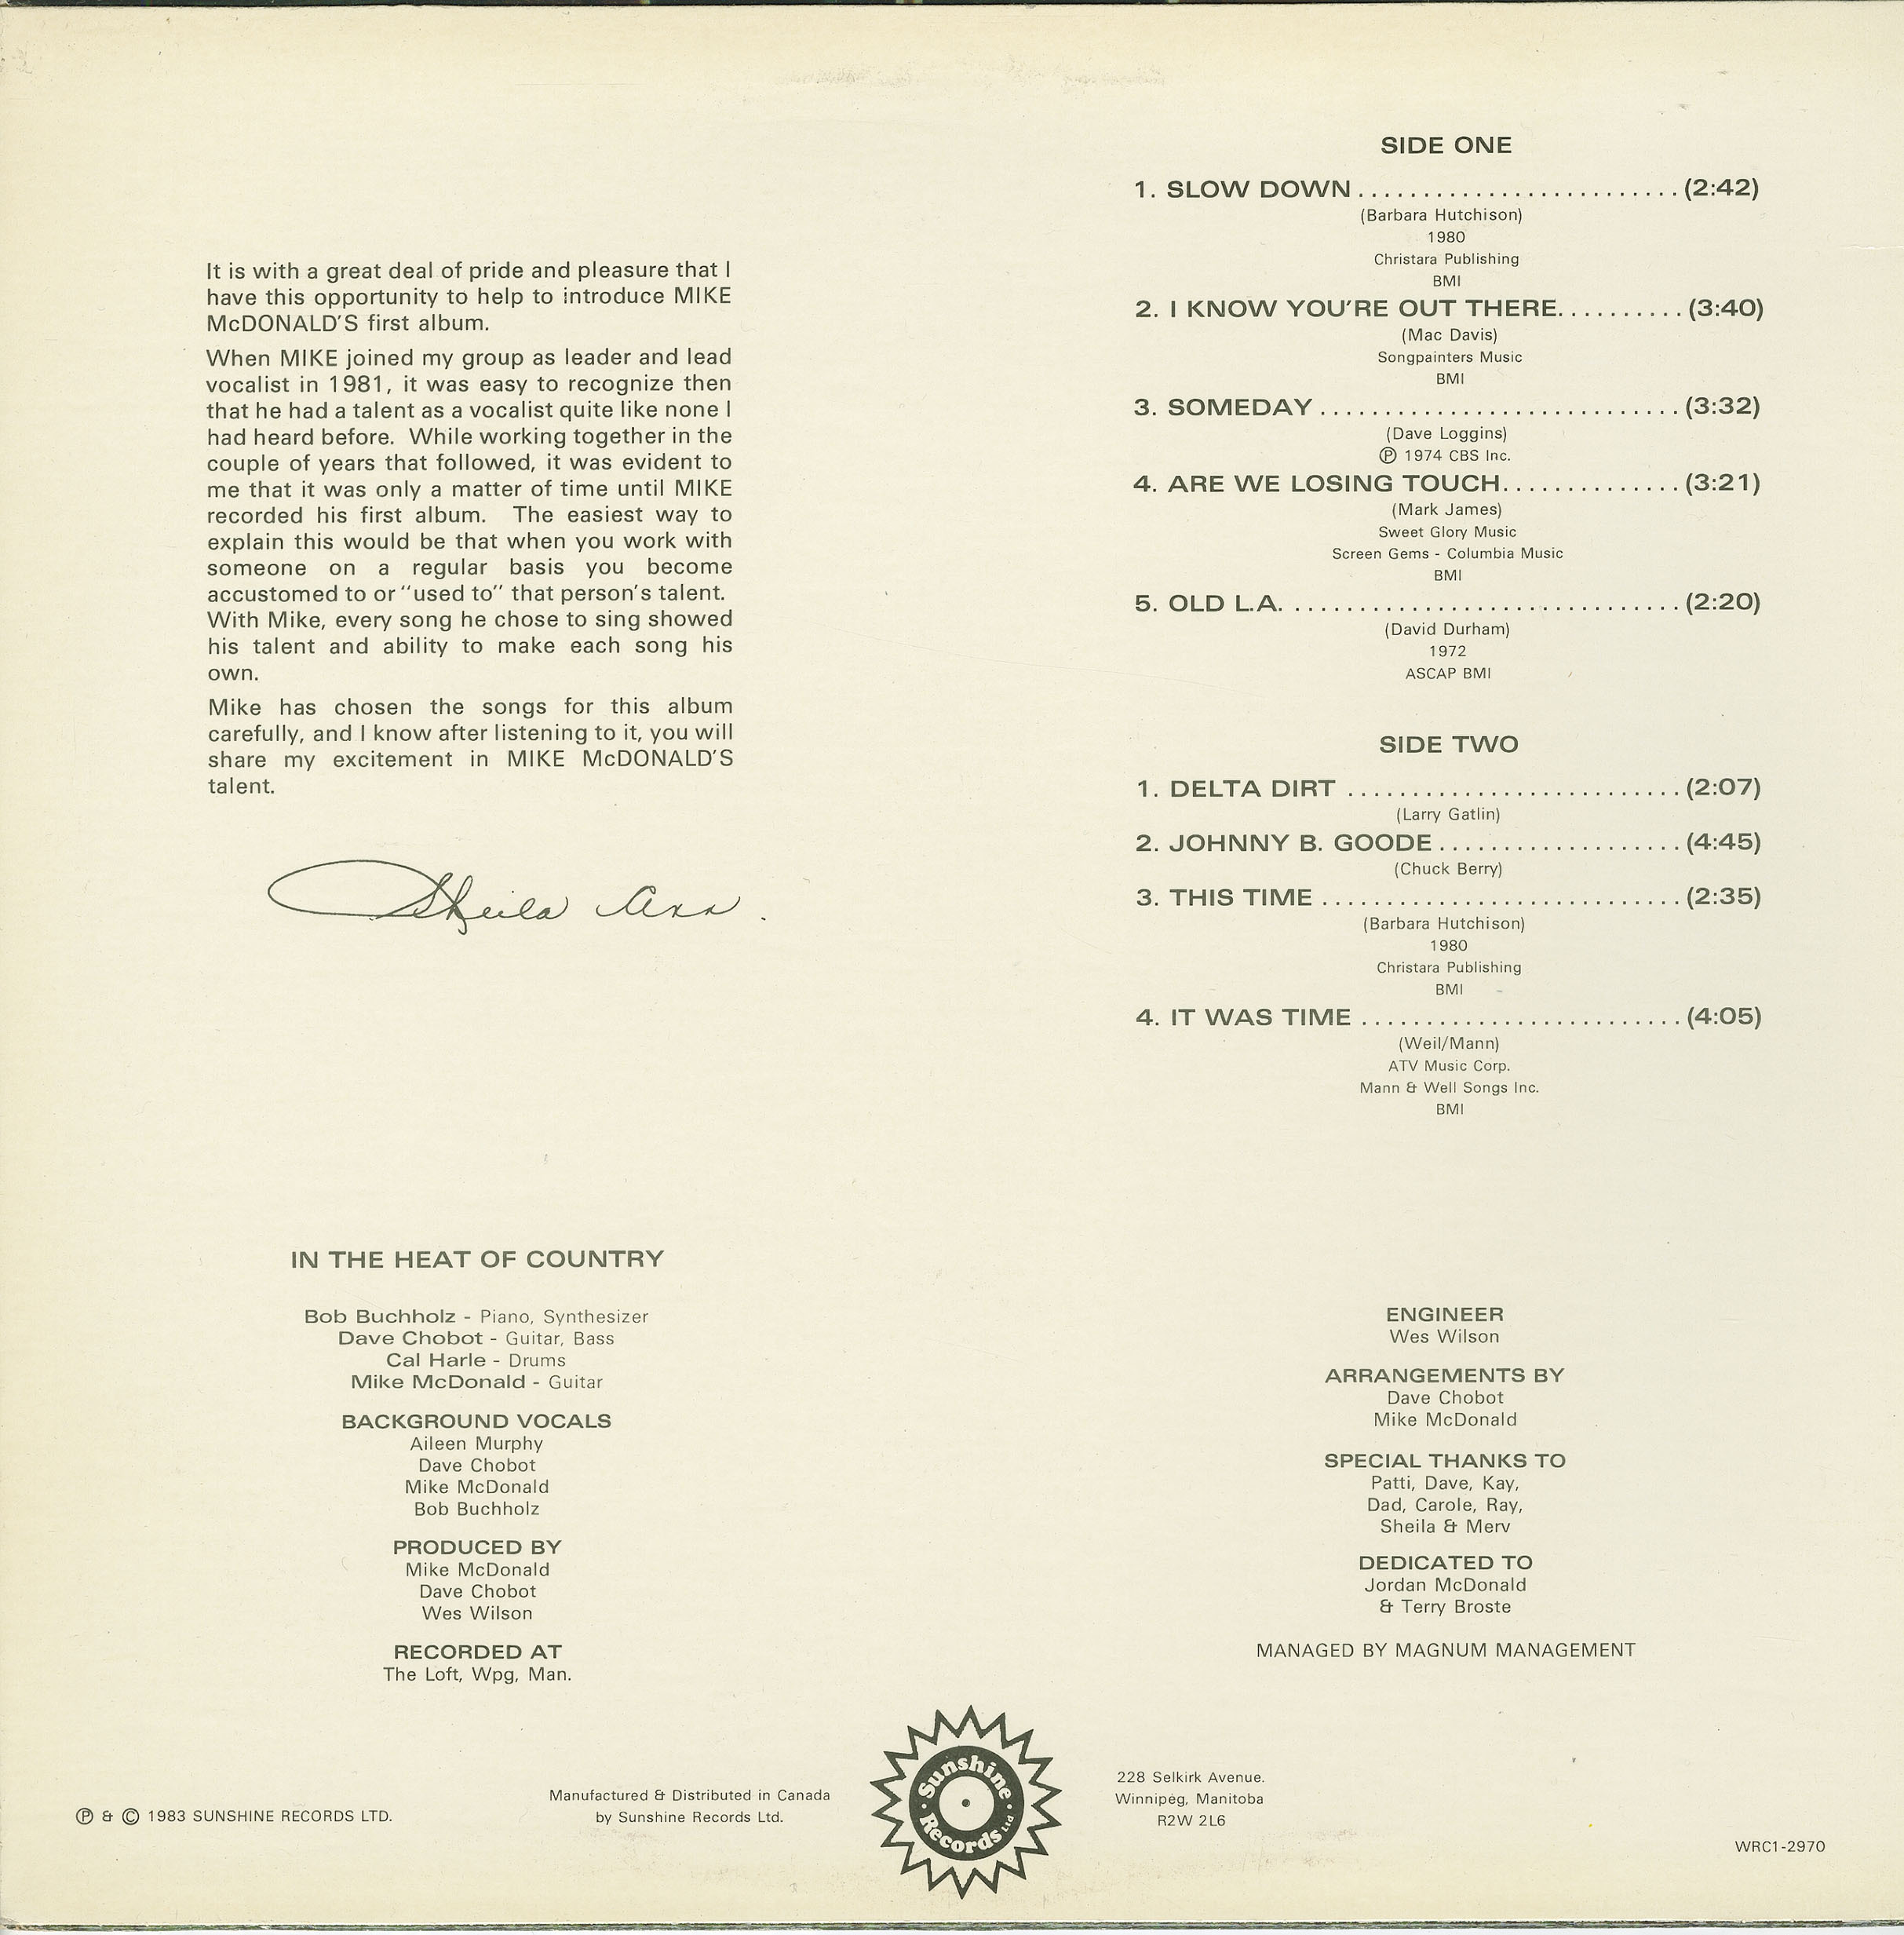 It is with a great deal of pride and pleasure that I
have this opportunity to help to introduce MIKE
McDONALD'S first album.
When MIKE joined my group as leader and lead
vocalist in 1981, it was easy to recognize then
that he had a talent as a vocalist quite like none I
had heard before. While working together in the
couple of years that followed, it was evident to
me that it was only a matter of time until MIKE
recorded his first album. The easiest way to
explain this would be that when you work with
someone on a regular basis you become
accustomed to or "used to" that person's talent.
With Mike, every song he chose to sing showed
his talent and ability to make each song his
own.
Mike has chosen the songs for this album
carefully, and I know after listening to it, you will
share my excitement in MIKE McDONALD'S
talent.
Sheila Ann.
SIDE ONE
1. SLOW DOWN ......................... (2:42)
(Barbara Hutchison)
1980
Christara Publishing
BMI
2. I KNOW YOU'RE OUT THERE.......... (3:40)
(Mac Davis)
Songpainters Music
BMI
3. SOMEDAY ............................ (3:32)
(Dave Loggins)
℗ 1974 CBS Inc.
4. ARE WE LOSING TOUCH.............. (3:21)
(Mark James)
Sweet Glory Music
Screen Gems - Columbia Music
BMI
5. OLD L.A. .............................. (2:20)
(David Durham)
1972
ASCAP BMI
SIDE TWO
1. DELTA DIRT .......................... (2:07)
(Larry Gatlin)
2. JOHNNY B. GOODE ................... (4:45)
(Chuck Berry)
3. THIS TIME ............................ (2:35)
(Barbara Hutchison)
1980
Christara Publishing
BMI
4. IT WAS TIME ......................... (4:05)
(Weil/Mann)
ATV Music Corp.
Mann & Well Songs Inc.
BMI
IN THE HEAT OF COUNTRY
Bob Buchholz - Piano, Synthesizer
Dave Chobot - Guitar, Bass
Cal Harle - Drums
Mike McDonald - Guitar
BACKGROUND VOCALS
Aileen Murphy
Dave Chobot
Mike McDonald
Bob Buchholz
PRODUCED BY
Mike McDonald
Dave Chobot
Wes Wilson
RECORDED AT
The Loft, Wpg, Man.
ENGINEER
Wes Wilson
ARRANGEMENTS BY
Dave Chobot
Mike McDonald
SPECIAL THANKS TO
Patti, Dave, Kay,
Dad, Carole, Ray,
Sheila & Merv
DEDICATED TO
Jordan McDonald
& Terry Broste
MANAGED BY MAGNUM MANAGEMENT
℗ & © 1983 SUNSHINE RECORDS LTD.
Manufactured & Distributed in Canada
by Sunshine Records Ltd.
Sunshine
Records Ltd
228 Selkirk Avenue.
Winnipeg, Manitoba
R2W 2L6
WRC1-2970